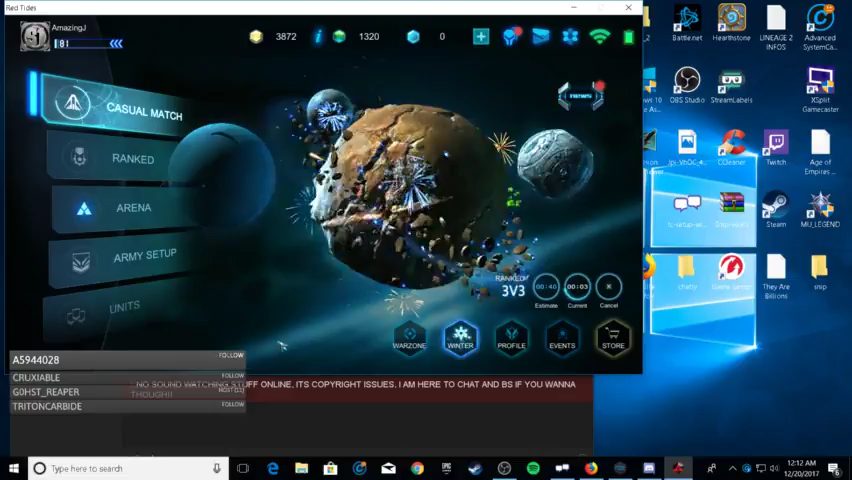 Red Tides
AmazingJ
81
3872
1320
0
CASUAL MATCH
RANKED
ARENA
ARMY SETUP
UNITS
NEWS
RANKED
3V3
00:40
00:03
Estimate
Current
Cancel
WARZONE
WINTER
PROFILE
EVENTS
STORE
A5944028
FOLLOW
CRUXIABLE
FOLLOW
G0HST_REAPER
TRITONCARBIDE
FOLLOW
NO SOUND WATCHING STUFF ONLINE, ITS COPYRIGHT ISSUES, I AM HERE TO CHAT AND BS IF YOU WANNA
THOUGH!!
Battle.net
Hearthstone
LINEAGE 2
INFOS
Advanced
SystemCa...
OBS Studio
StreamLabels
XSplit
Gamecaster
CCleaner
Twitch
Age of
Empires ...
Steam
MU_LEGEND
chatty
They Are
Billions
snip
Type here to search
12:12 AM
12/20/2017